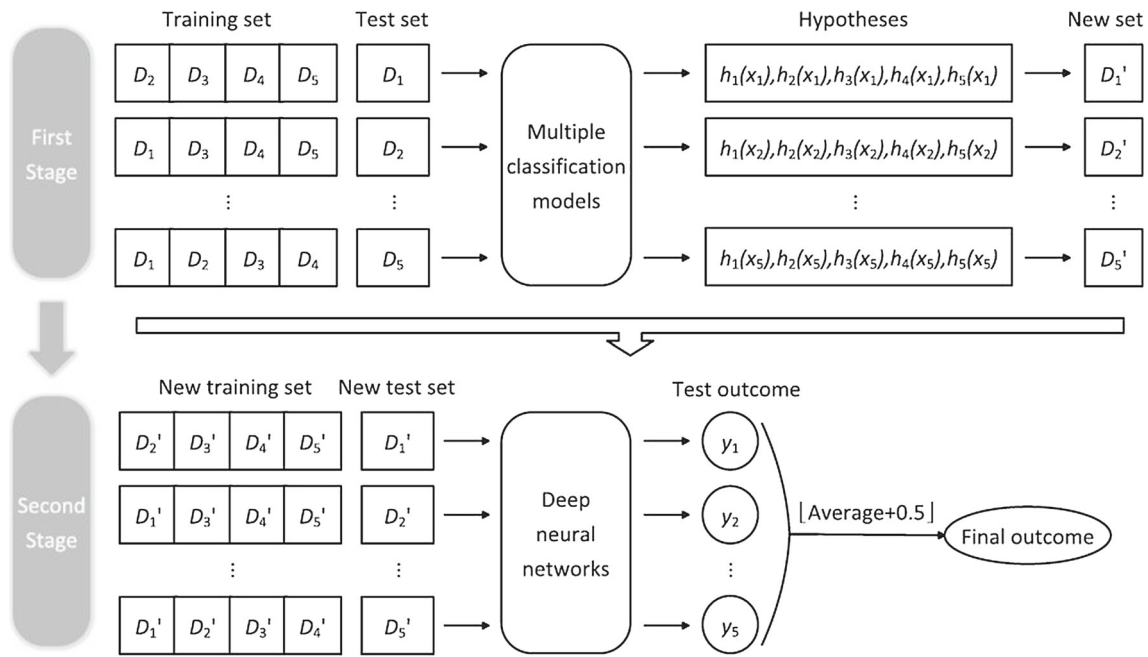 Training set Test set Hypotheses New set
D₂ D₃ D₄ D₅ D₁ h₁(x₁),h₂(x₁),h₃(x₁),h₄(x₁),h₅(x₁) D₁'
First
Stage
D₁ D₃ D₄ D₅ D₂ h₁(x₂),h₂(x₂),h₃(x₂),h₄(x₂),h₅(x₂) D₂'
Multiple
classification
models
⋮ ⋮ ⋮ ⋮
D₁ D₂ D₃ D₄ D₅ h₁(x₅),h₂(x₅),h₃(x₅),h₄(x₅),h₅(x₅) D₅'
New training set New test set Test outcome
D₂' D₃' D₄' D₅' D₁' y₁
Second
Stage
D₁' D₃' D₄' D₅' D₂' y₂
Deep
neural
networks
⌊Average+0.5⌋
Final outcome
⋮ ⋮ ⋮
D₁' D₂' D₃' D₄' D₅' y₅